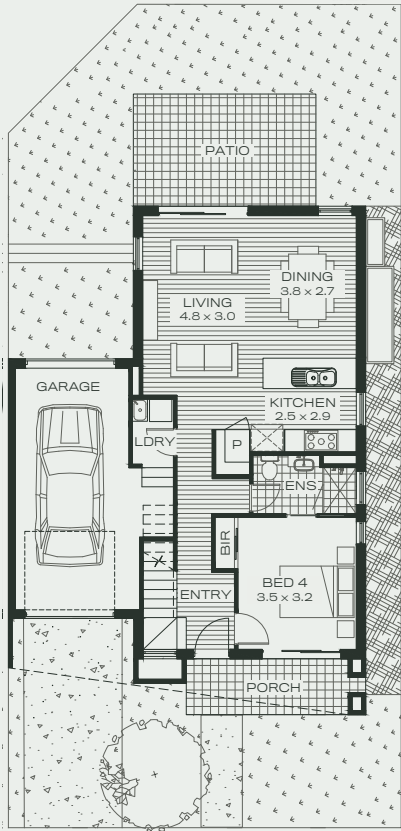 PATIO
DINING
3.8 x 2.7
LIVING
4.8 x 3.0
GARAGE
KITCHEN
2.5 x 2.9
LDRY
P
ENS
BIR
BED 4
3.5 x 3.2
ENTRY
PORCH